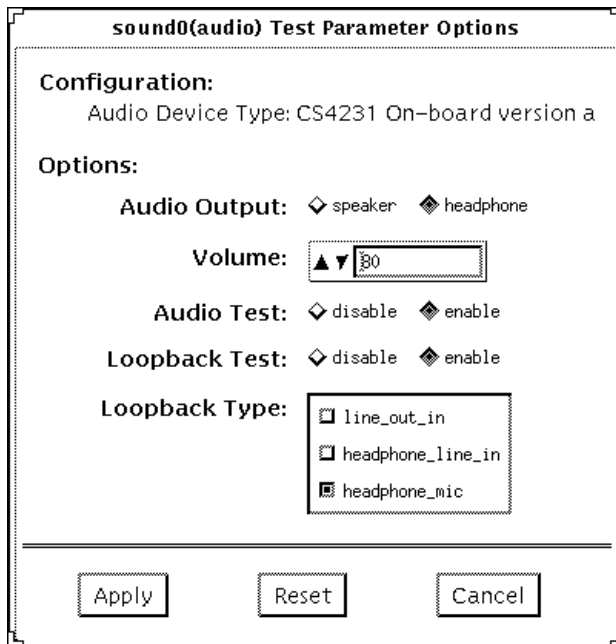 sound0(audio) Test Parameter Options
Configuration:
Audio Device Type: CS4231 On-board version a
Options:
Audio Output: speaker headphone
Volume: 80
Audio Test: disable enable
Loopback Test: disable enable
Loopback Type: line_out_in
headphone_line_in
headphone_mic
Apply Reset Cancel